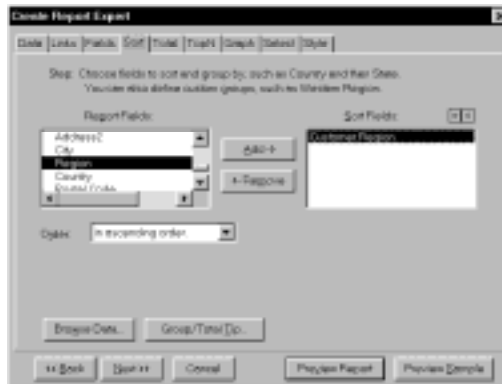 Create Report Expert
Data Links Fields Sort Total TopN Graph Select Style
Step: Choose fields to sort and group by, such as Country and then State.
You can also define custom groups, such as Western Region.
Report Fields:
Sort Fields:
Address2
City
Region
Country
Postal Code
Add->
<-Remove
Customer.Region
Order:
in ascending order.
Browse Data...
Group/Total Tip...
<< Back
Next >>
Cancel
Preview Report
Preview Sample